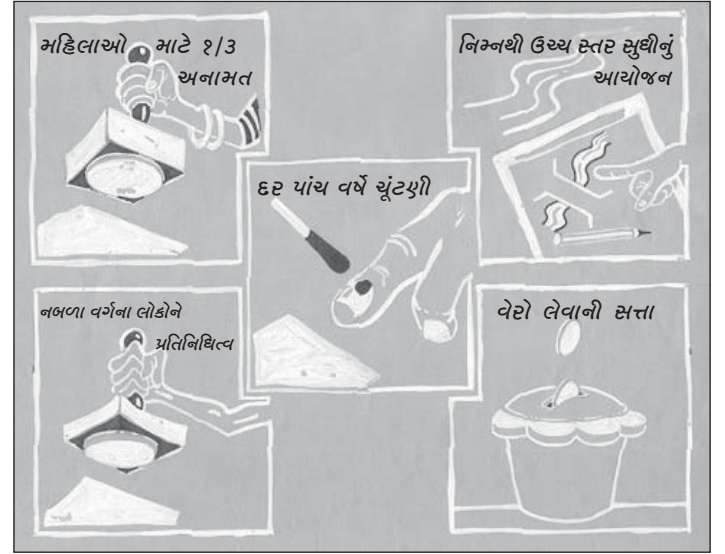 મહિલાઓ માટે ૧/૩
અનામત
નિમ્નથી ઉચ્ચ સ્તર સુધીનું
આયોજન
દર પાંચ વર્ષે ચૂંટણી
નબળા વર્ગના લોકોને
પ્રતિનિધિત્વ
વેરો લેવાની સત્તા